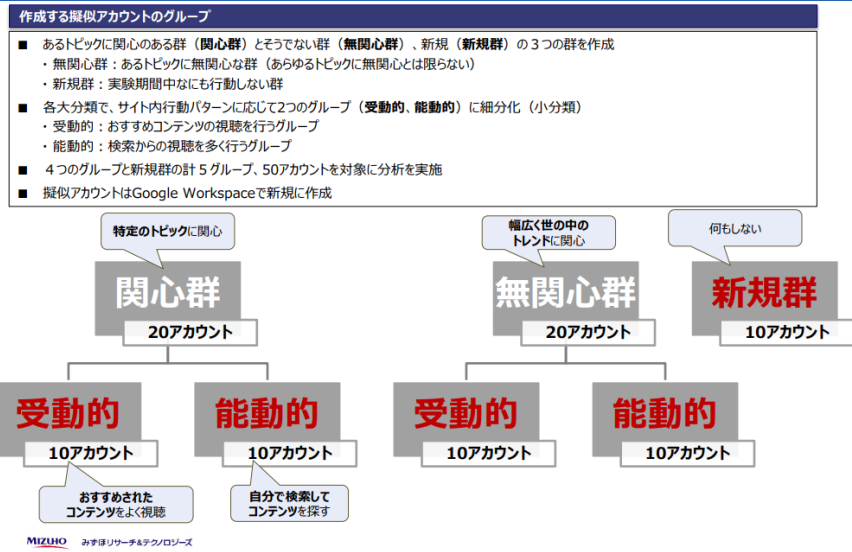 作成する擬似アカウントのグループ
■ あるトピックに関心のある群（関心群）とそうでない群（無関心群）、新規（新規群）の３つの群を作成
・無関心群：あるトピックに無関心な群（あらゆるトピックに無関心とは限らない）
・新規群：実験期間中なにも行動しない群
■ 各大分類で、サイト内行動パターンに応じて2つのグループ（受動的、能動的）に細分化（小分類）
・受動的：おすすめコンテンツの視聴を行うグループ
・能動的：検索からの視聴を多く行うグループ
■ ４つのグループと新規群の計５グループ、50アカウントを対象に分析を実施
■ 擬似アカウントはGoogle Workspaceで新規に作成
特定のトピックに関心
幅広く世の中の
トレンドに関心
何もしない
関心群
無関心群
新規群
20アカウント
20アカウント
10アカウント
受動的
能動的
受動的
能動的
10アカウント
10アカウント
10アカウント
10アカウント
おすすめされた
コンテンツをよく視聴
自分で検索して
コンテンツを探す
MIZUHO みずほリサーチ&テクノロジーズ